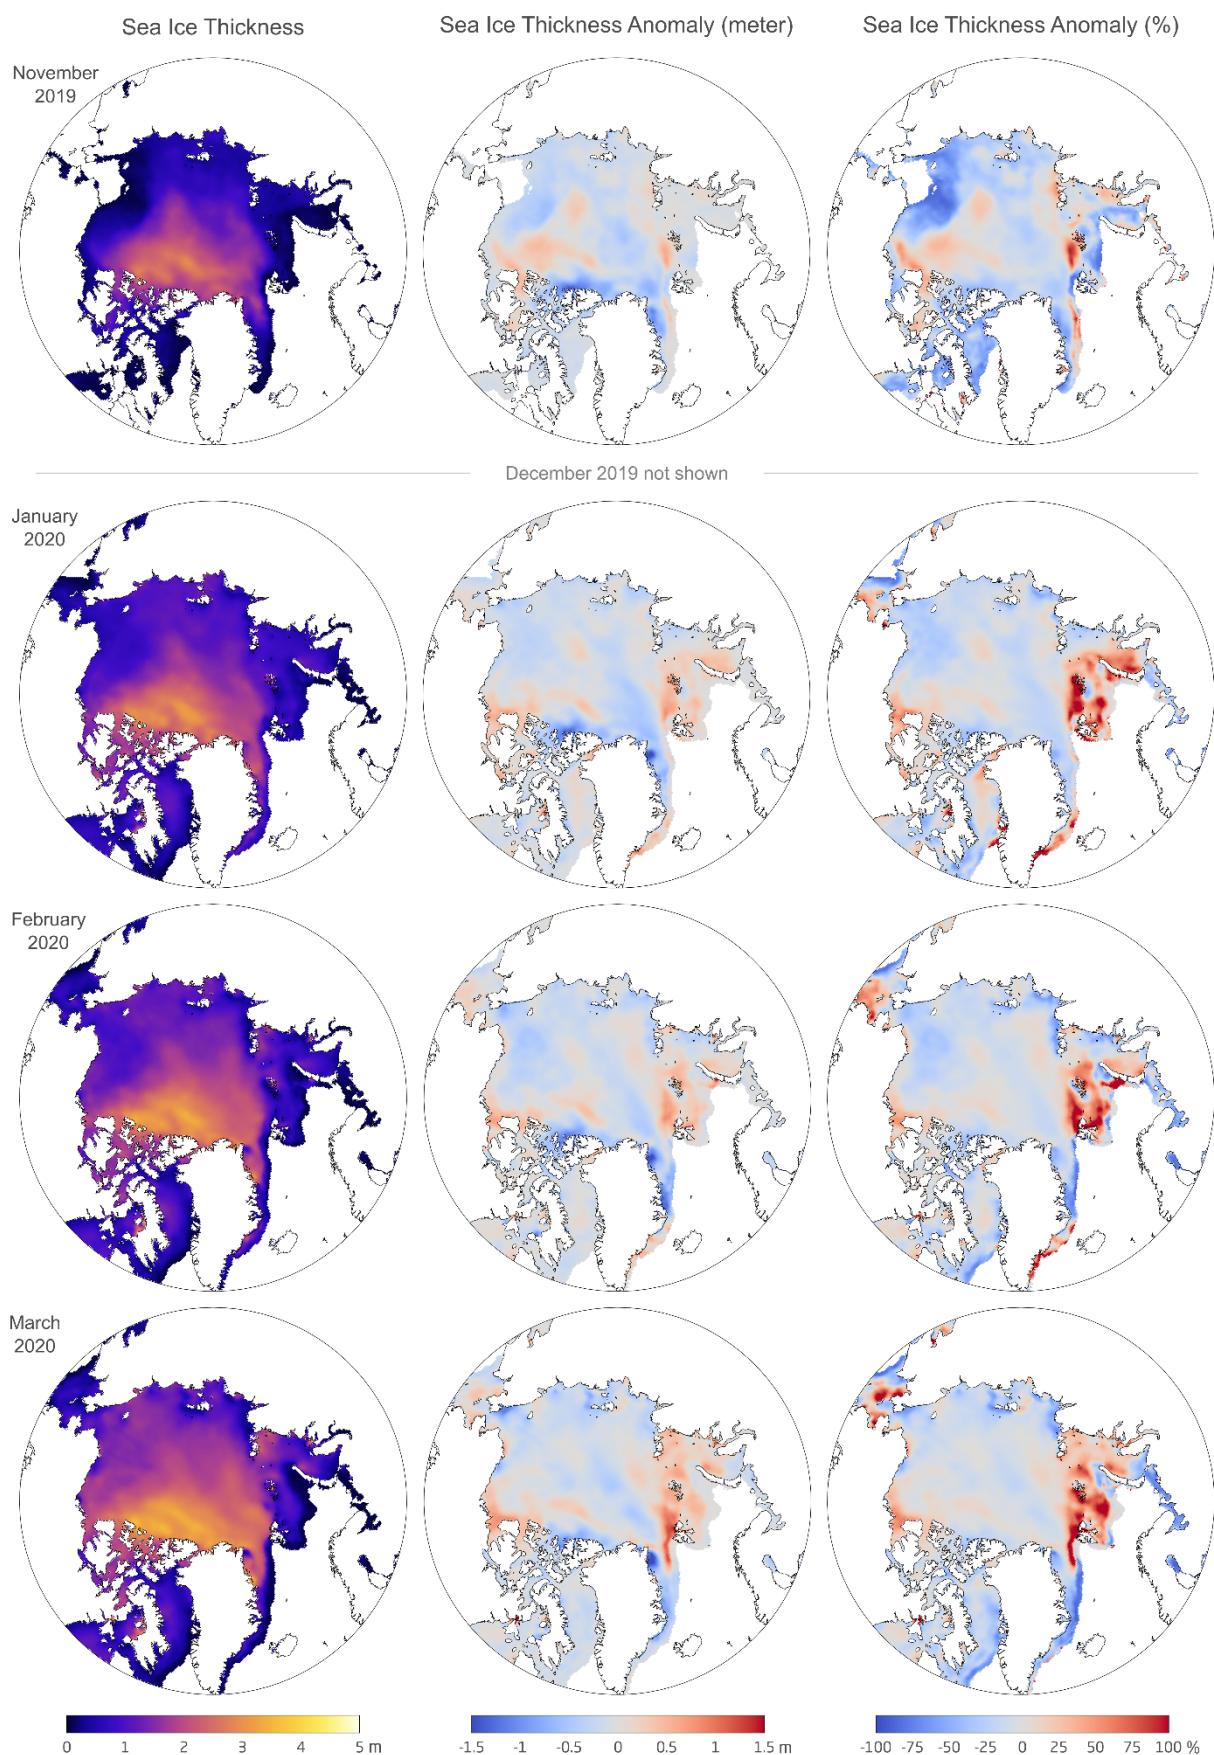 Sea Ice Thickness
Sea Ice Thickness Anomaly (meter)
Sea Ice Thickness Anomaly (%)
November
2019
December 2019 not shown
January
2020
February
2020
March
2020
0 1 2 3 4 5 m
-1.5 -1 -0.5 0 0.5 1 1.5 m
-100 -75 -50 -25 0 25 50 75 100 %